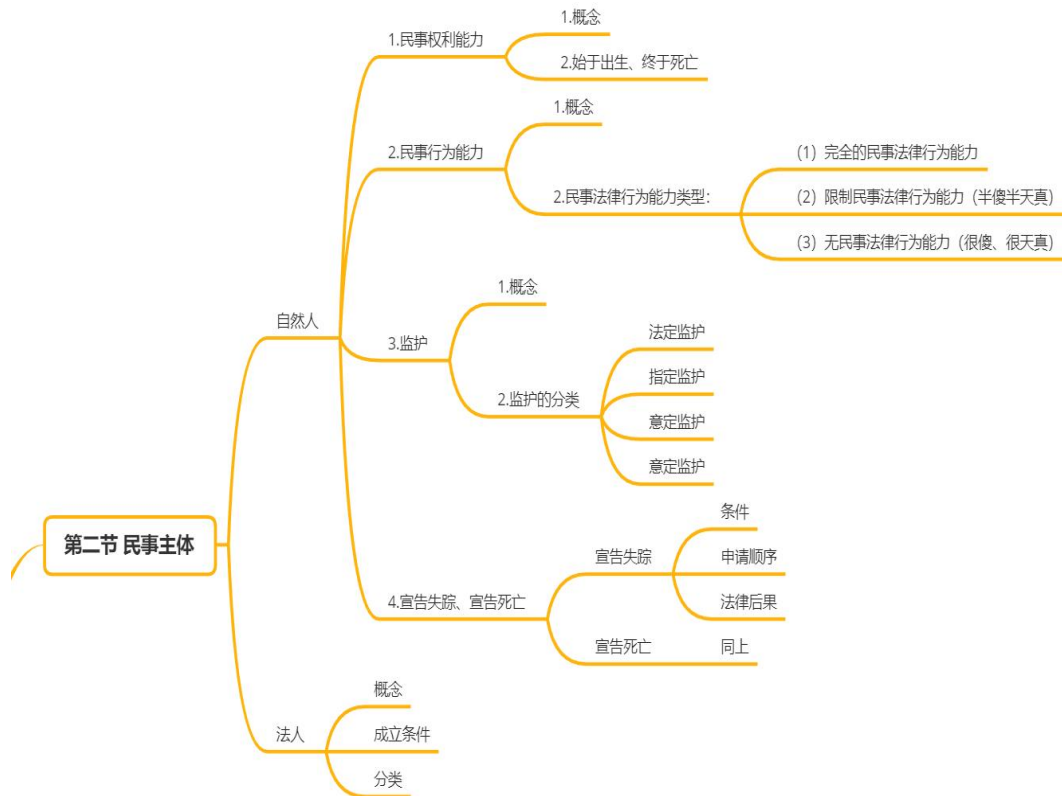 第二节 民事主体
自然人
1.民事权利能力
1.概念
2.始于出生、终于死亡
2.民事行为能力
1.概念
2.民事法律行为能力类型：
（1）完全的民事法律行为能力
（2）限制民事法律行为能力（半傻半天真）
（3）无民事法律行为能力（很傻、很天真）
3.监护
1.概念
2.监护的分类
法定监护
指定监护
意定监护
意定监护
4.宣告失踪、宣告死亡
宣告失踪
条件
申请顺序
法律后果
宣告死亡
同上
法人
概念
成立条件
分类